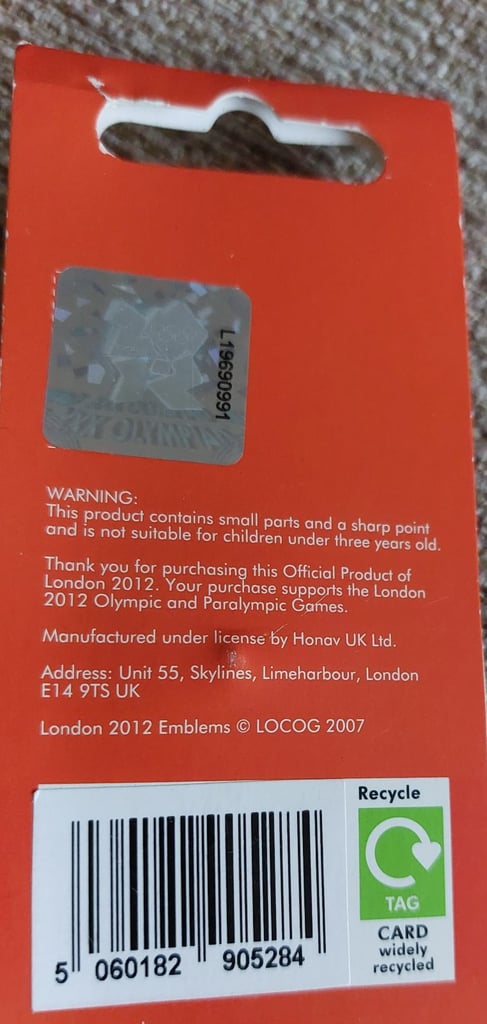 L19690991
WARNING:
This product contains small parts and a sharp point
and is not suitable for children under three years old.
Thank you for purchasing this Official Product of
London 2012. Your purchase supports the London
2012 Olympic and Paralympic Games.
Manufactured under license by Honav UK Ltd.
Address: Unit 55, Skylines, Limeharbour, London
E14 9TS UK
London 2012 Emblems © LOCOG 2007
5 060182 905284
Recycle
TAG
CARD
widely
recycled